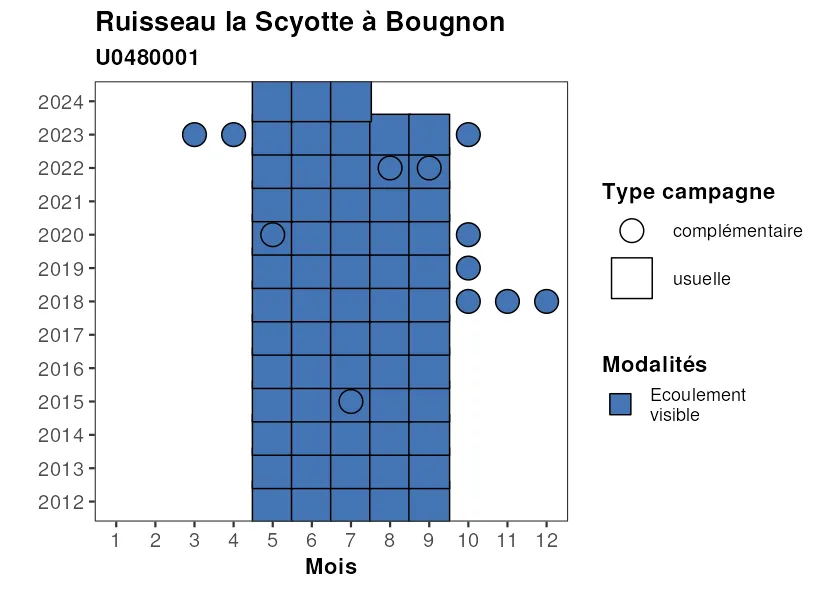 Ruisseau la Scyotte à Bougnon
U0480001
2024
2023
2022
2021
2020
2019
2018
2017
2016
2015
2014
2013
2012
1 2 3 4 5 6 7 8 9 10 11 12
Mois
Type campagne
complémentaire
usuelle
Modalités
Ecoulement
visible